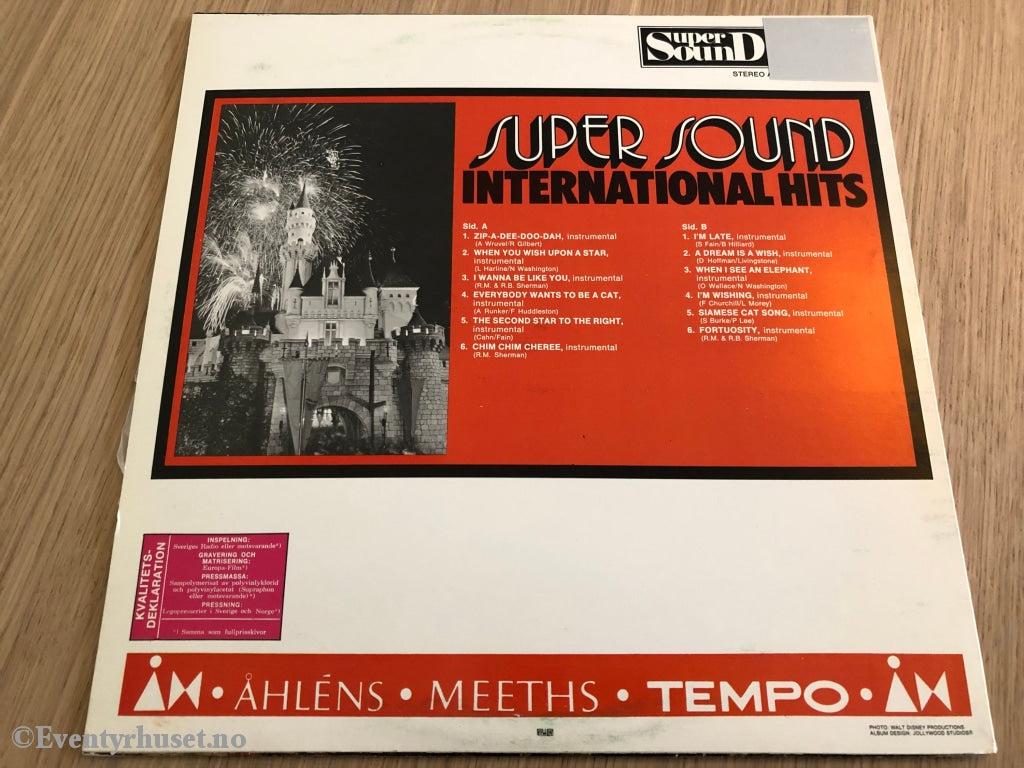 Super Sound
STEREO
SUPER SOUND
INTERNATIONAL HITS
Sid. A
1. ZIP-A-DEE-DOO-DAH, instrumental
(A Wruvel/R Gilbert)
2. WHEN YOU WISH UPON A STAR,
instrumental
(L Harline/N Washington)
3. I WANNA BE LIKE YOU, instrumental
(R.M. & R.B. Sherman)
4. EVERYBODY WANTS TO BE A CAT,
instrumental
(A Runker/F Huddleston)
5. THE SECOND STAR TO THE RIGHT,
instrumental
(Cahn/Fain)
6. CHIM CHIM CHEREE, instrumental
(R.M. Sherman)
Sid. B
1. I'M LATE, instrumental
(S Fain/B Hilliard)
2. A DREAM IS A WISH, instrumental
(D Hoffman/Livingstone)
3. WHEN I SEE AN ELEPHANT,
instrumental
(O Wallace/N Washington)
4. I'M WISHING, instrumental
(F Churchill/L Morey)
5. SIAMESE CAT SONG, instrumental
(S Burke/P Lee)
6. FORTUOSITY, instrumental
(R.M. & R.B. Sherman)
KVALITETS-
DEKLARATION
INSPELNING:
Sveriges Radio eller motsvarande*)
GRAVERING OCH
MATRISERING:
Europa-Film*)
PRESSMASSA:
Sampolymerisat av polyvinylklorid
och polyvinylacetat (Supraphon
eller motsvarande)*)
PRESSNING:
Legopresserier i Sverige och Norge*)
*) Samma som fullprisskivor
ÅHLÉNS • MEETHS • TEMPO
PHOTO: WALT DISNEY PRODUCTIONS
ALBUM DESIGN: JOLLYWOOD STUDIOS
©Eventyrhuset.no